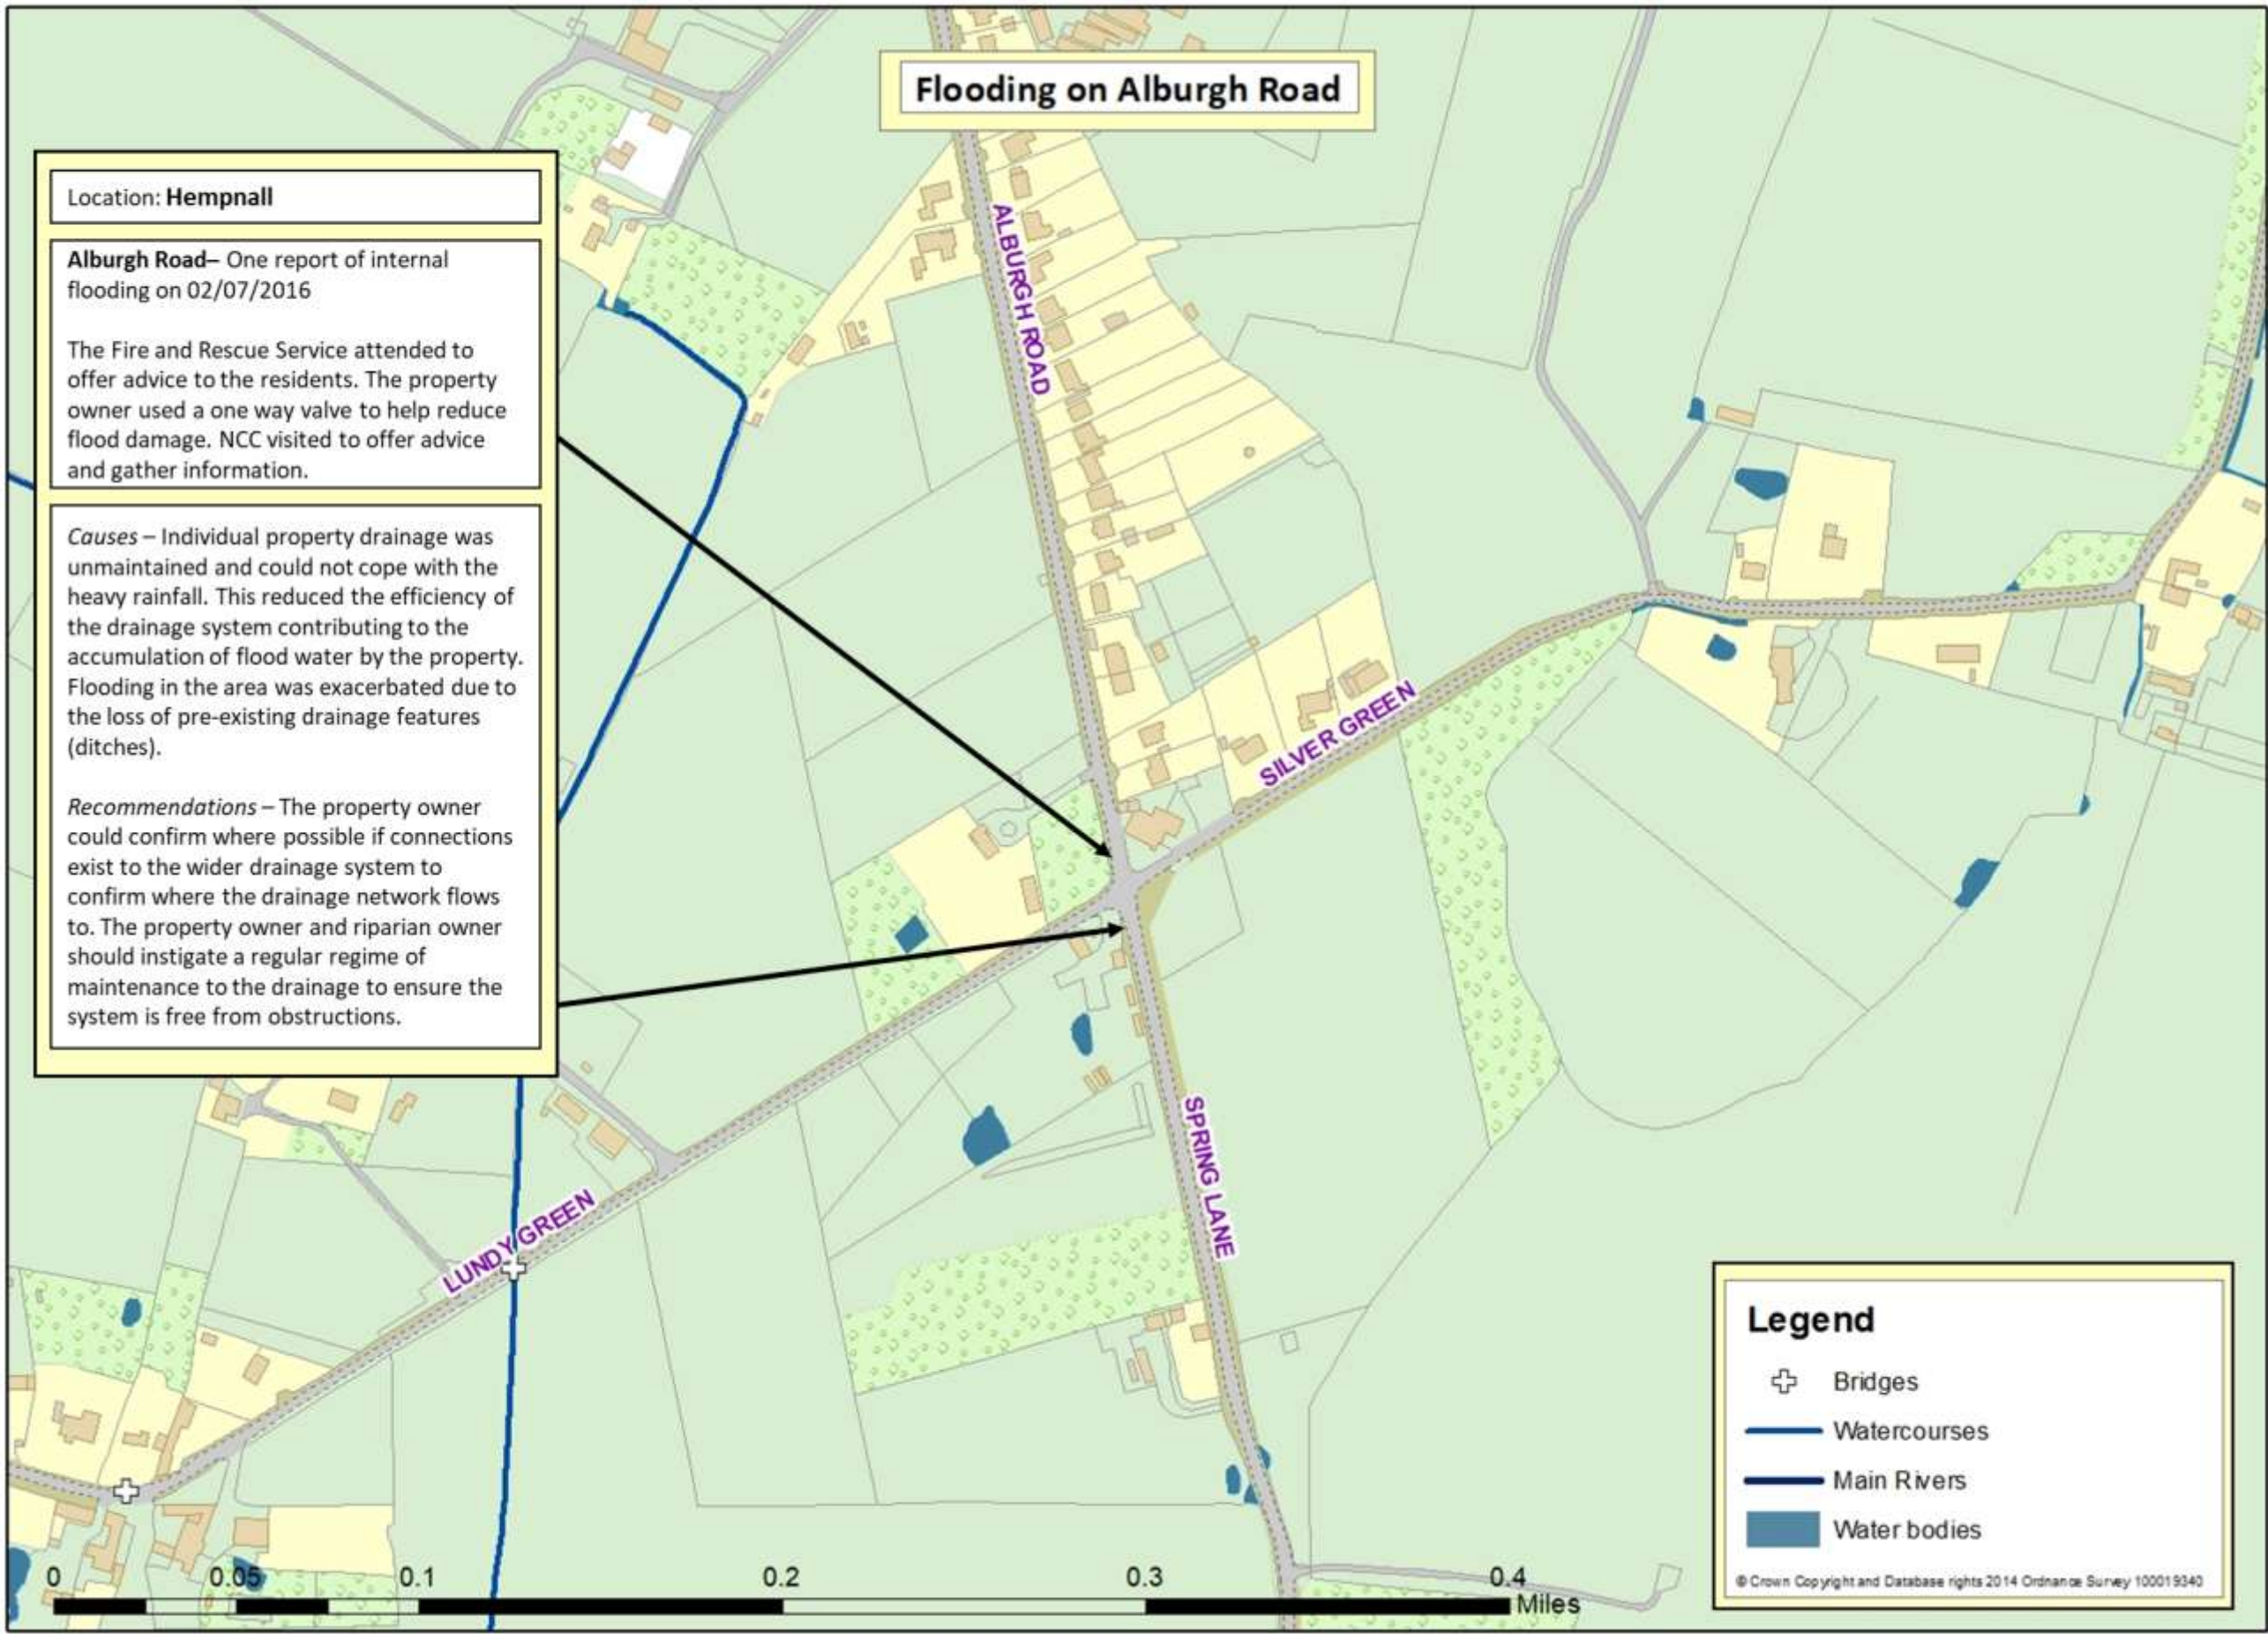 Flooding on Alburgh Road
Location: Hempnall
Alburgh Road– One report of internal
flooding on 02/07/2016
The Fire and Rescue Service attended to
offer advice to the residents. The property
owner used a one way valve to help reduce
flood damage. NCC visited to offer advice
and gather information.
Causes – Individual property drainage was
unmaintained and could not cope with the
heavy rainfall. This reduced the efficiency of
the drainage system contributing to the
accumulation of flood water by the property.
Flooding in the area was exacerbated due to
the loss of pre-existing drainage features
(ditches).
Recommendations – The property owner
could confirm where possible if connections
exist to the wider drainage system to
confirm where the drainage network flows
to. The property owner and riparian owner
should instigate a regular regime of
maintenance to the drainage to ensure the
system is free from obstructions.
ALBURGH ROAD
SILVER GREEN
SPRING LANE
LUNDY GREEN
Legend
Bridges
Watercourses
Main Rivers
Water bodies
© Crown Copyright and Database rights 2014 Ordnance Survey 100019340
0 0.05 0.1 0.2 0.3 0.4
Miles